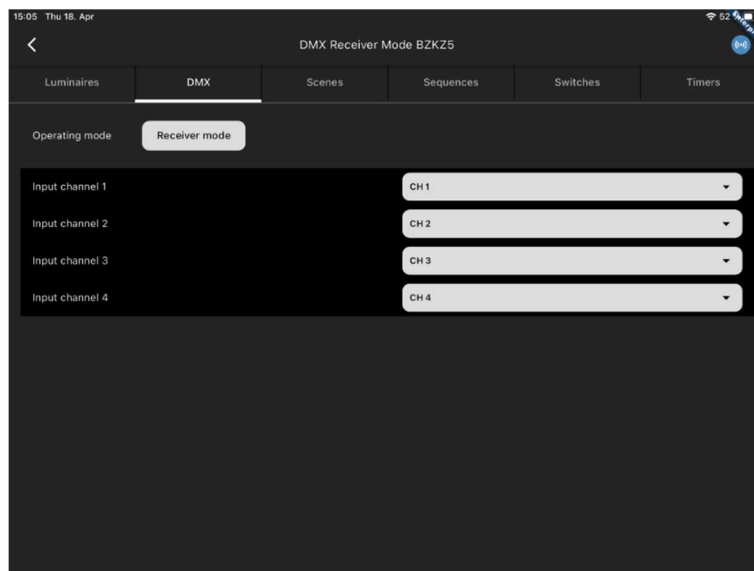 15:05 Thu 18. Apr 52
DMX Receiver Mode BZKZ5
Luminaires DMX Scenes Sequences Switches Timers
Operating mode Receiver mode
Input channel 1 CH 1
Input channel 2 CH 2
Input channel 3 CH 3
Input channel 4 CH 4